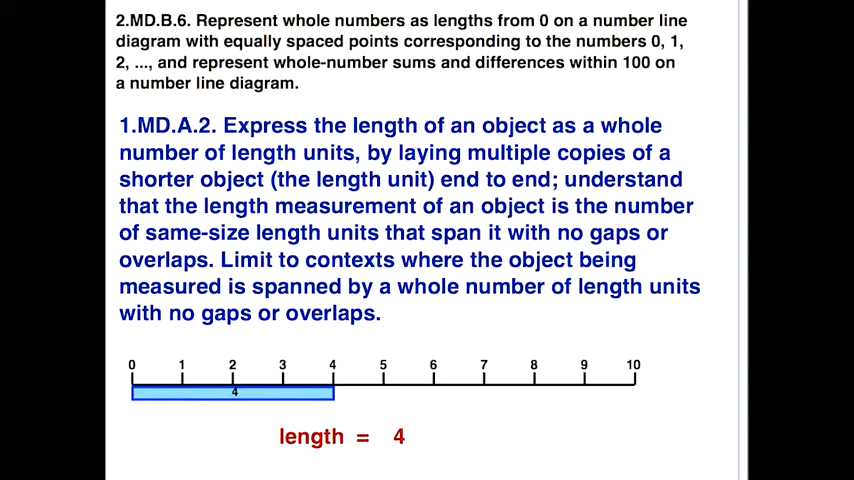 2.MD.B.6. Represent whole numbers as lengths from 0 on a number line
diagram with equally spaced points corresponding to the numbers 0, 1,
2, ..., and represent whole-number sums and differences within 100 on
a number line diagram.
1.MD.A.2. Express the length of an object as a whole
number of length units, by laying multiple copies of a
shorter object (the length unit) end to end; understand
that the length measurement of an object is the number
of same-size length units that span it with no gaps or
overlaps. Limit to contexts where the object being
measured is spanned by a whole number of length units
with no gaps or overlaps.
0 1 2 3 4 5 6 7 8 9 10
4
length = 4